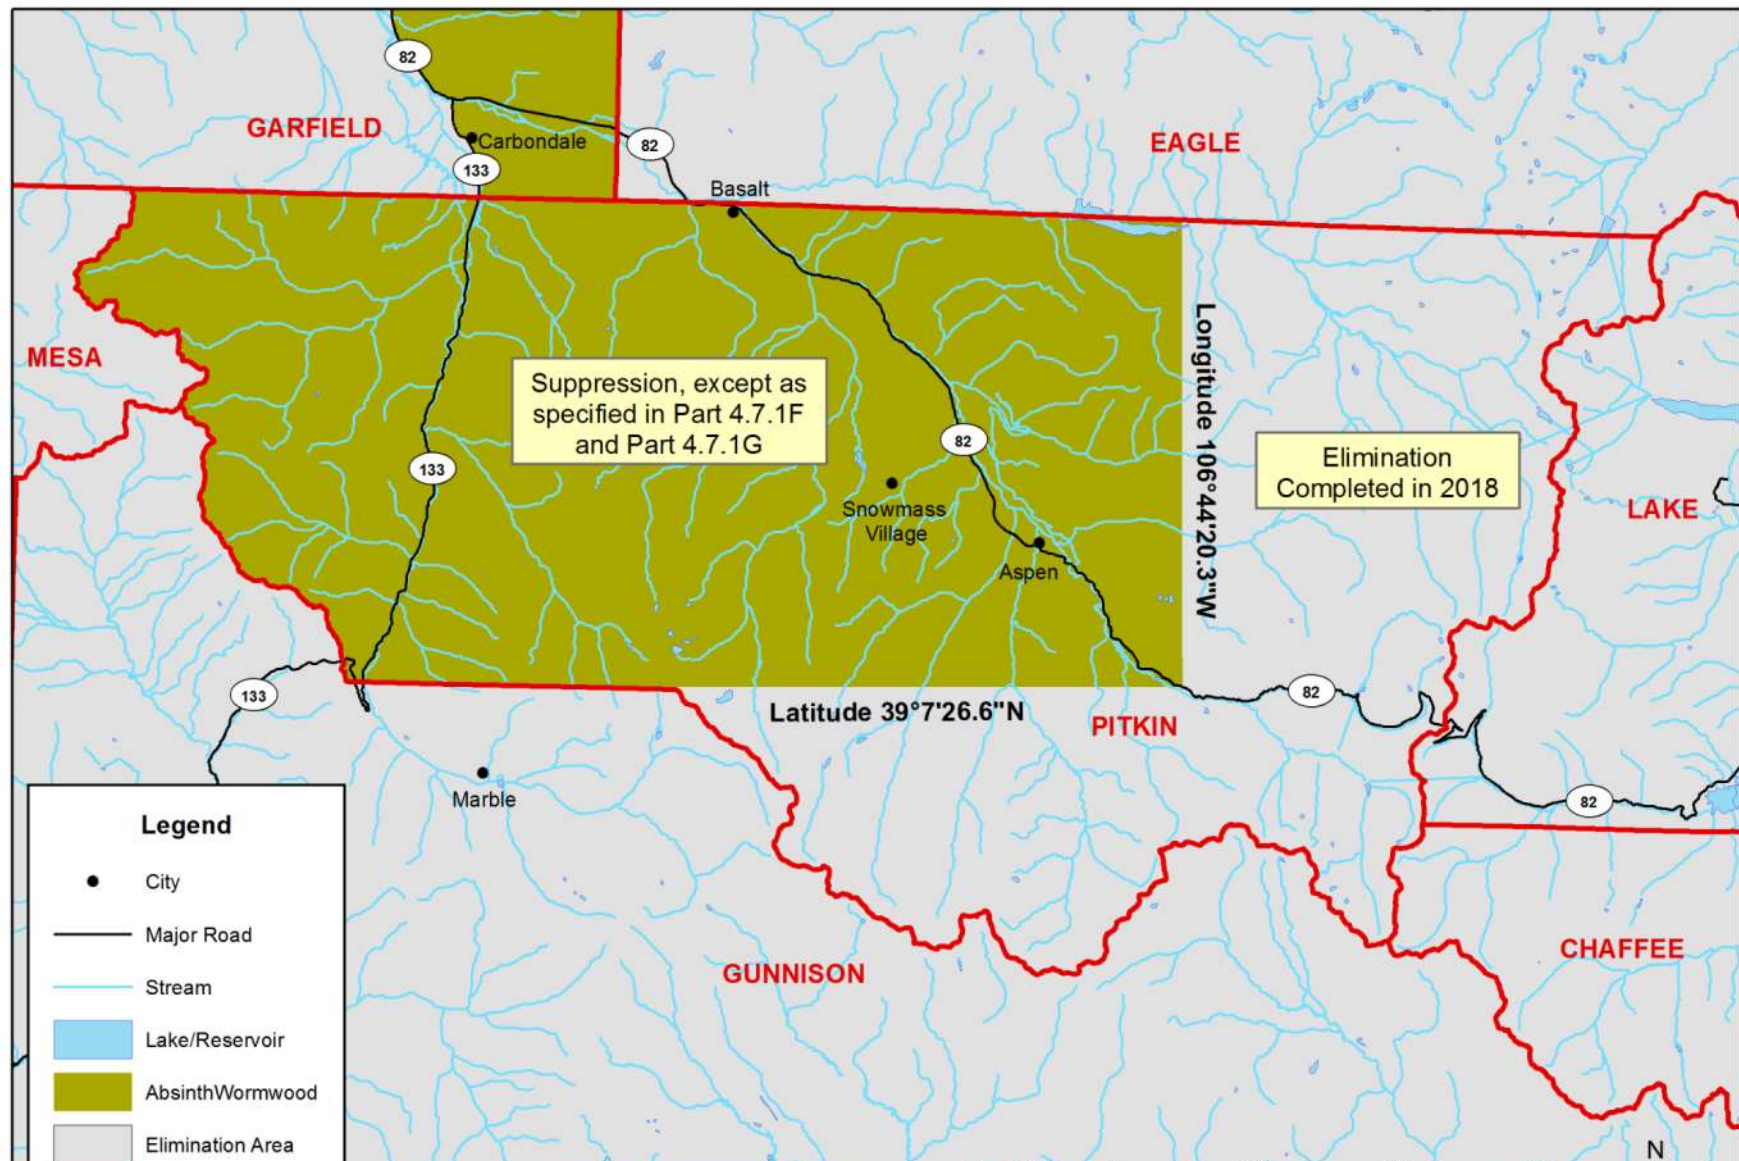 82
GARFIELD
Carbondale
82
EAGLE
133
Basalt
MESA
Suppression, except as
specified in Part 4.7.1F
and Part 4.7.1G
Longitude 106°44'20.3"W
82
133
Elimination
Completed in 2018
Snowmass
Village
LAKE
Aspen
133
82
Latitude 39°7'26.6"N
PITKIN
Marble
82
Legend
City
Major Road
Stream
Lake/Reservoir
AbsinthWormwood
Elimination Area
GUNNISON
CHAFFEE
N